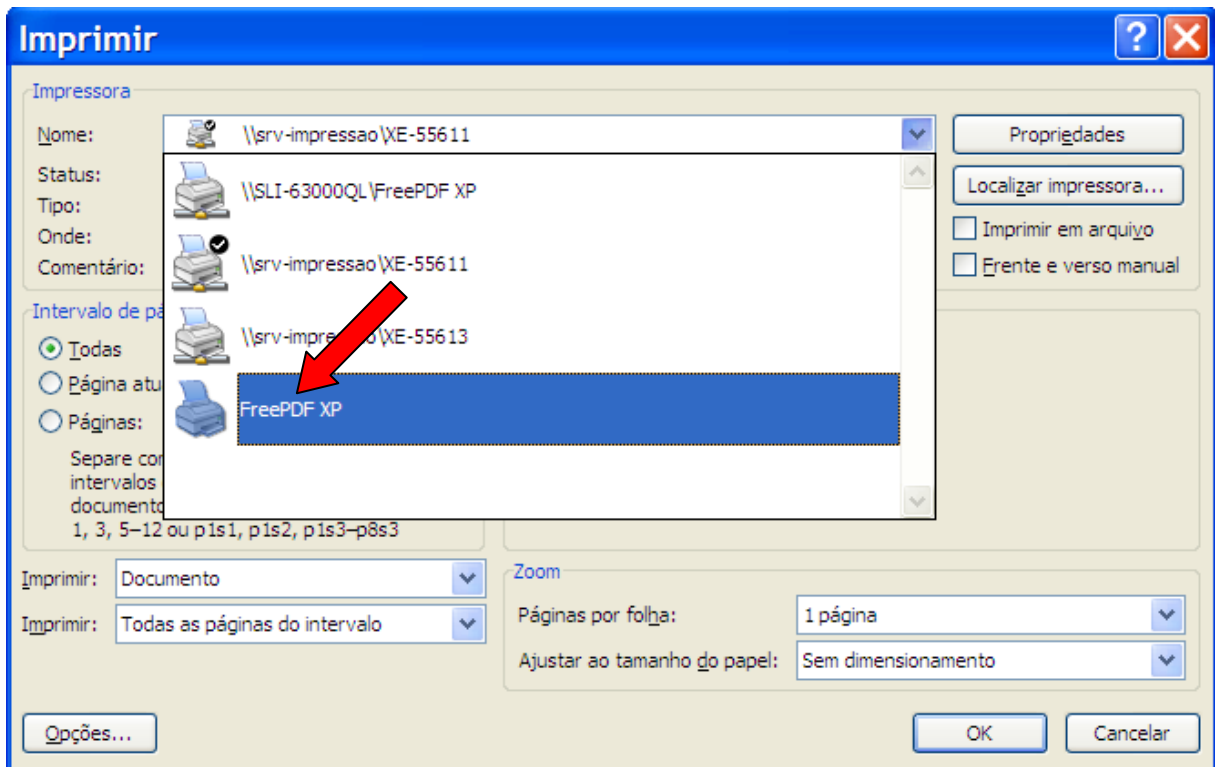 Imprimir
Impressora
Nome:
\\srv-impressao\XE-55611
Propriedades
Status:
\\SLI-63000QL\FreePDF XP
Localizar impressora...
Tipo:
Onde:
Imprimir em arquivo
Comentário:
\\srv-impressao\XE-55611
Frente e verso manual
Intervalo de pá
Todas
\\srv-impre o\XE-55613
Página atu
FreePDF XP
Páginas:
Separe cor
intervalos
documento
1, 3, 5–12 ou p1s1, p1s2, p1s3–p8s3
Imprimir: Documento
Imprimir: Todas as páginas do intervalo
Zoom
Páginas por folha: 1 página
Ajustar ao tamanho do papel: Sem dimensionamento
Opções...
OK
Cancelar